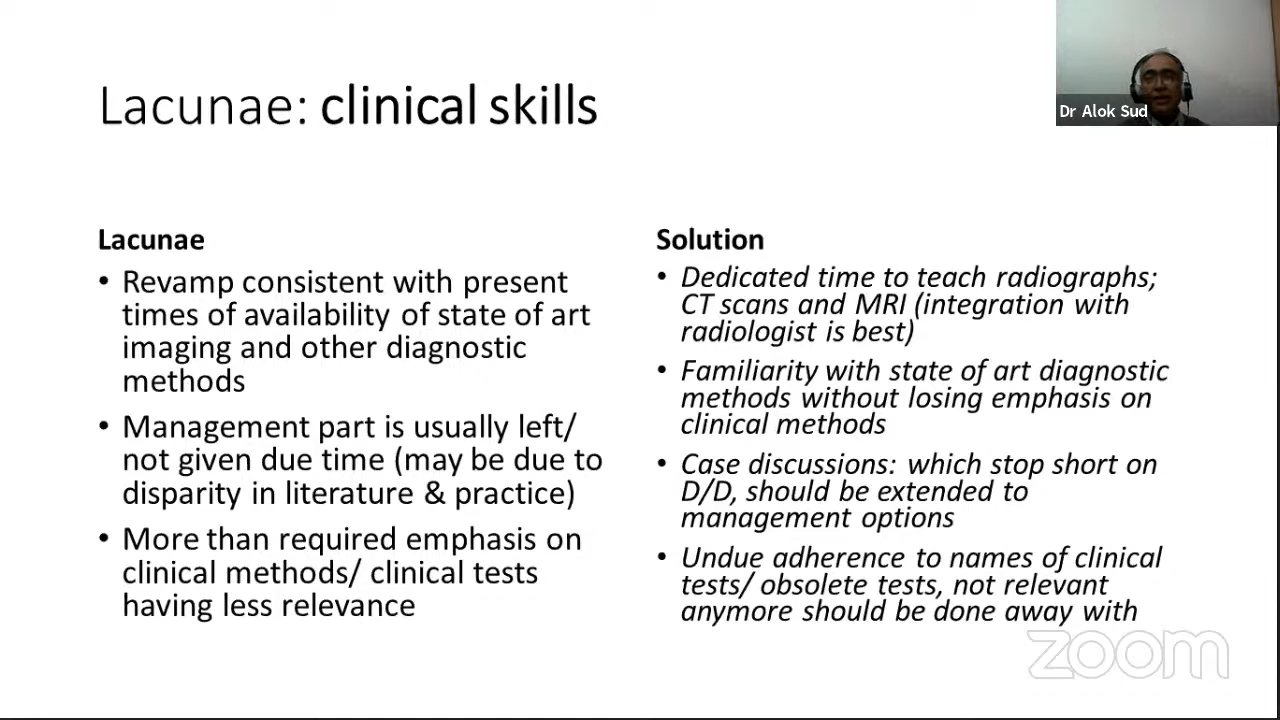 Lacunae: clinical skills
Dr Alok Sud
Lacunae
• Revamp consistent with present
times of availability of state of art
imaging and other diagnostic
methods
• Management part is usually left/
not given due time (may be due to
disparity in literature & practice)
• More than required emphasis on
clinical methods/ clinical tests
having less relevance
Solution
• Dedicated time to teach radiographs;
CT scans and MRI (integration with
radiologist is best)
• Familiarity with state of art diagnostic
methods without losing emphasis on
clinical methods
• Case discussions: which stop short on
D/D, should be extended to
management options
• Undue adherence to names of clinical
tests/ obsolete tests, not relevant
anymore should be done away with
zoom